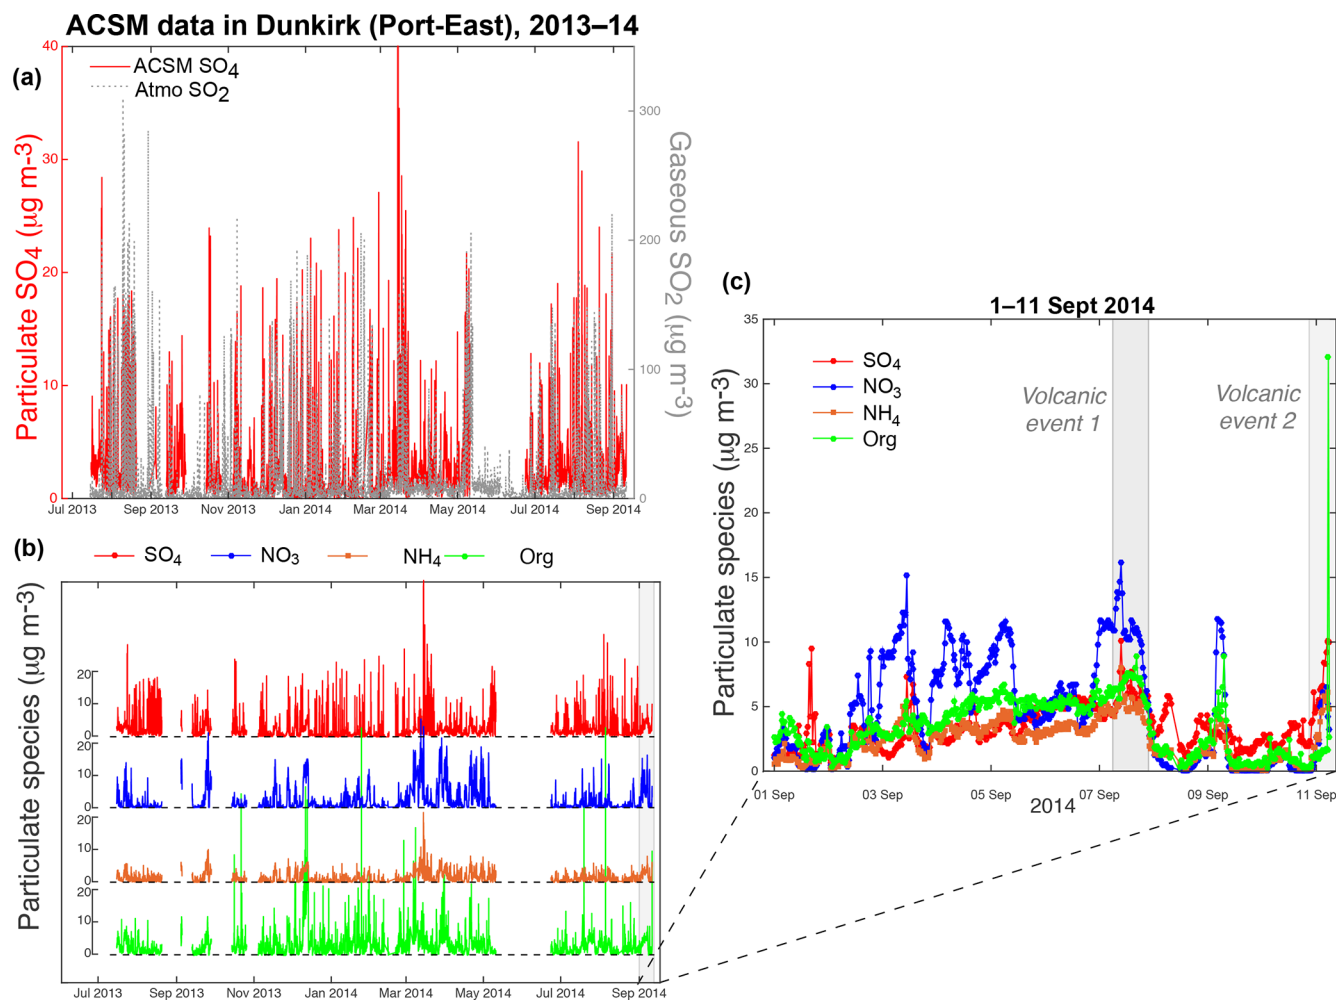 ACSM data in Dunkirk (Port-East), 2013–14
(a)
ACSM SO4
Atmo SO2
Particulate SO4 (µg m-3)
40
30
20
10
0
Gaseous SO2 (µg m-3)
300
200
100
0
Jul 2013 Sep 2013 Nov 2013 Jan 2014 Mar 2014 May 2014 Jul 2014 Sep 2014
(b)
SO4 NO3 NH4 Org
Particulate species (µg m-3)
20
10
0
20
10
0
20
10
0
20
10
0
Jul 2013 Sep 2013 Nov 2013 Jan 2014 Mar 2014 May 2014 Jul 2014 Sep 2014
(c)
1–11 Sept 2014
SO4
NO3
NH4
Org
Volcanic
event 1
Volcanic
event 2
Particulate species (µg m-3)
35
30
25
20
15
10
5
0
01 Sep 03 Sep 05 Sep 07 Sep 09 Sep 11 Sep
2014